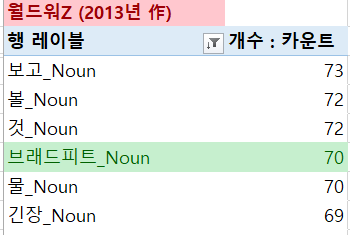 월드워Z (2013년 作)
행 레이블 개수 : 카운트
보고_Noun 73
볼_Noun 72
것_Noun 72
브래드피트_Noun 70
물_Noun 70
긴장_Noun 69